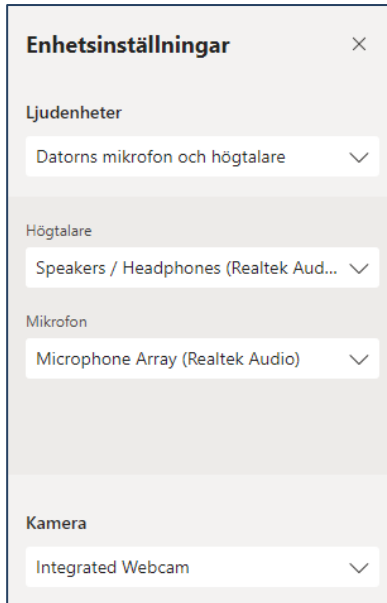 Enhetsinställningar
Ljudenheter
Datorns mikrofon och högtalare
Högtalare
Speakers / Headphones (Realtek Aud...
Mikrofon
Microphone Array (Realtek Audio)
Kamera
Integrated Webcam